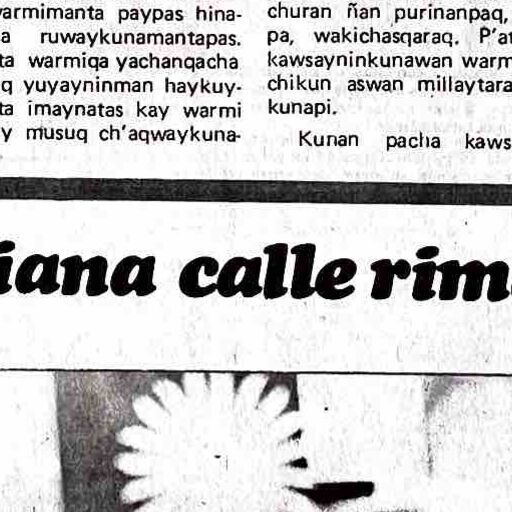 warmimanta paypas hina-
a ruwaykunamantapas.
ta warmiqa yachanqacha
q yuyayninman haykuy-
ta imaynatas kay warmi
y musuq ch'aqwaykuna-
churan ñan purinanpaq,
pa, wakichasqaraq. P'at
kawsayninkunawan warm
chikun aswan millaytara
kunapi.
Kunan pacha kaws
iana calle rim